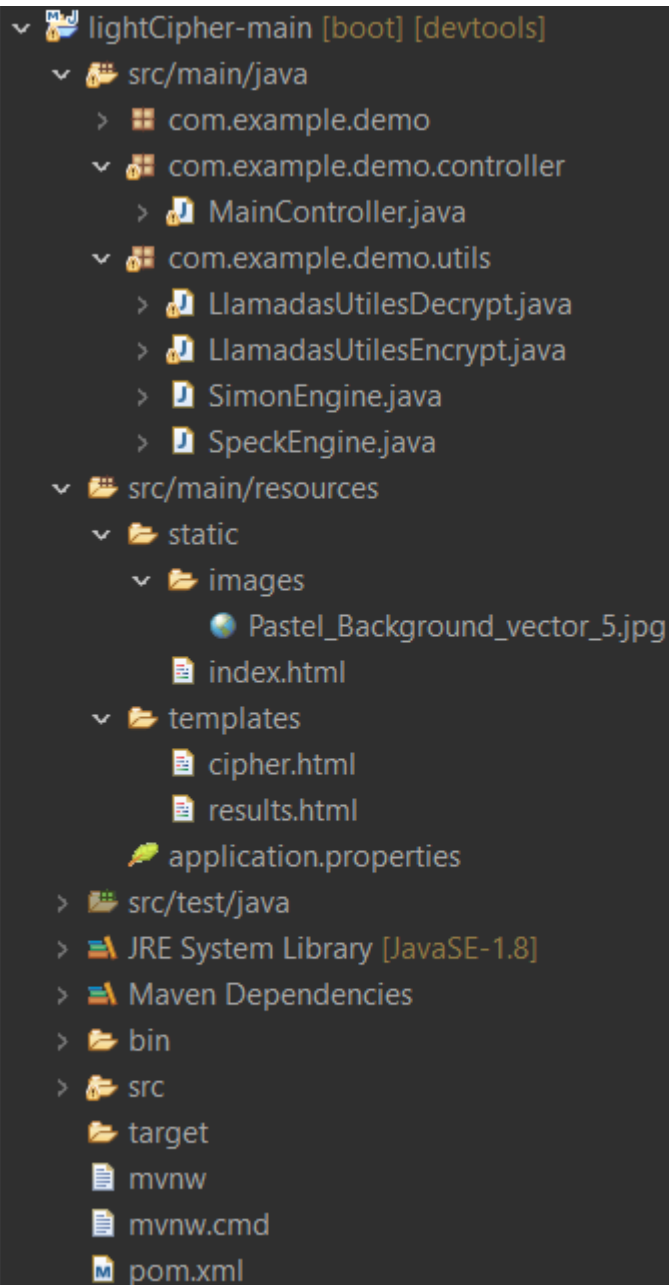 lightCipher-main [boot] [devtools]
src/main/java
com.example.demo
com.example.demo.controller
MainController.java
com.example.demo.utils
LlamadasUtilesDecrypt.java
LlamadasUtilesEncrypt.java
SimonEngine.java
SpeckEngine.java
src/main/resources
static
images
Pastel_Background_vector_5.jpg
index.html
templates
cipher.html
results.html
application.properties
src/test/java
JRE System Library [JavaSE-1.8]
Maven Dependencies
bin
src
target
mvnw
mvnw.cmd
pom.xml